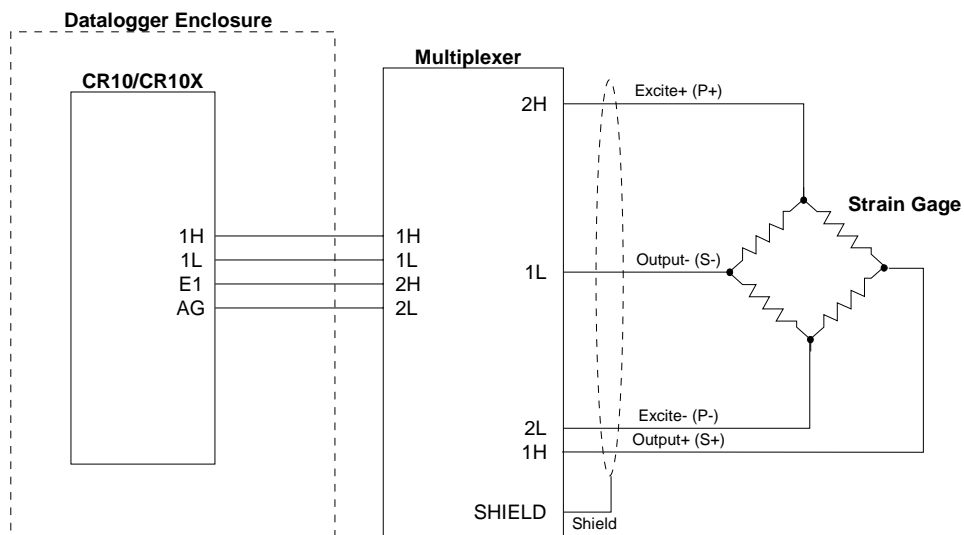 Datalogger Enclosure
CR10/CR10X
1H
1L
E1
AG
Multiplexer
1H
1L
2H
2L
2H
1L
2L
1H
SHIELD
Excite+ (P+)
Output- (S-)
Excite- (P-)
Output+ (S+)
Shield
Strain Gage